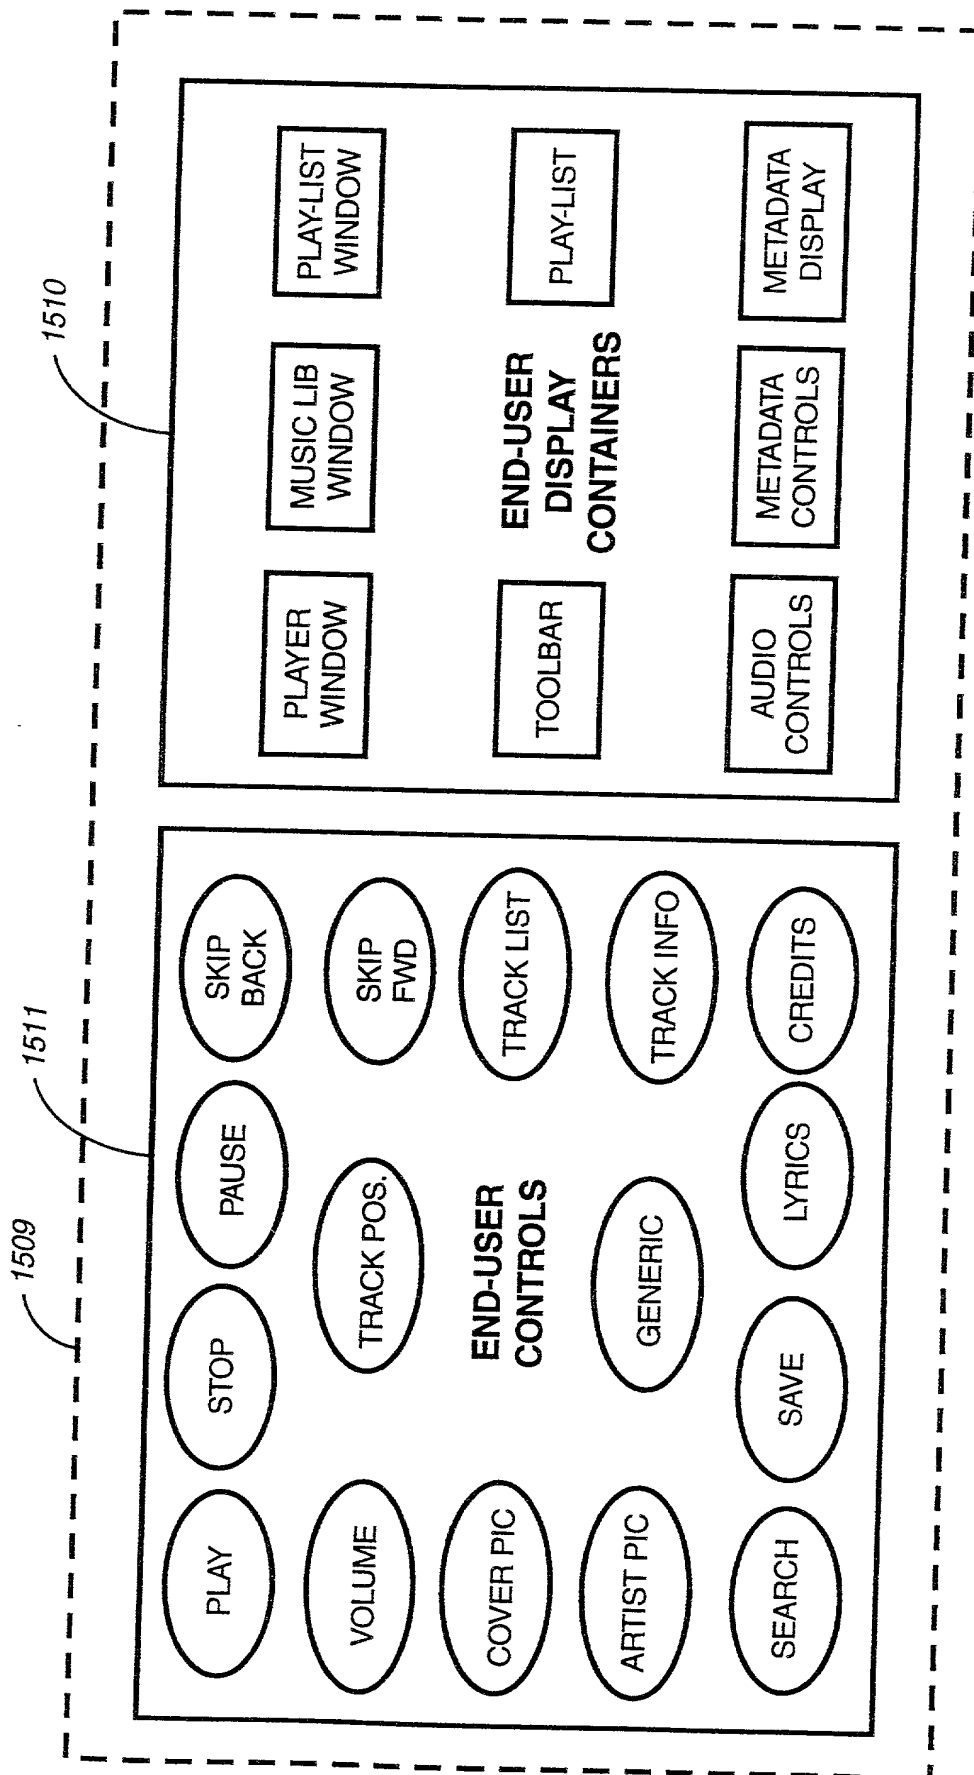 1509
1511
1510
PLAY
STOP
PAUSE
SKIP
BACK
VOLUME
TRACK POS.
SKIP
FWD
COVER PIC
END-USER
CONTROLS
TRACK LIST
ARTIST PIC
GENERIC
TRACK INFO
SEARCH
SAVE
LYRICS
CREDITS
PLAYER
WINDOW
MUSIC LIB
WINDOW
PLAY-LIST
WINDOW
TOOLBAR
END-USER
DISPLAY
CONTAINERS
PLAY-LIST
AUDIO
CONTROLS
METADATA
CONTROLS
METADATA
DISPLAY